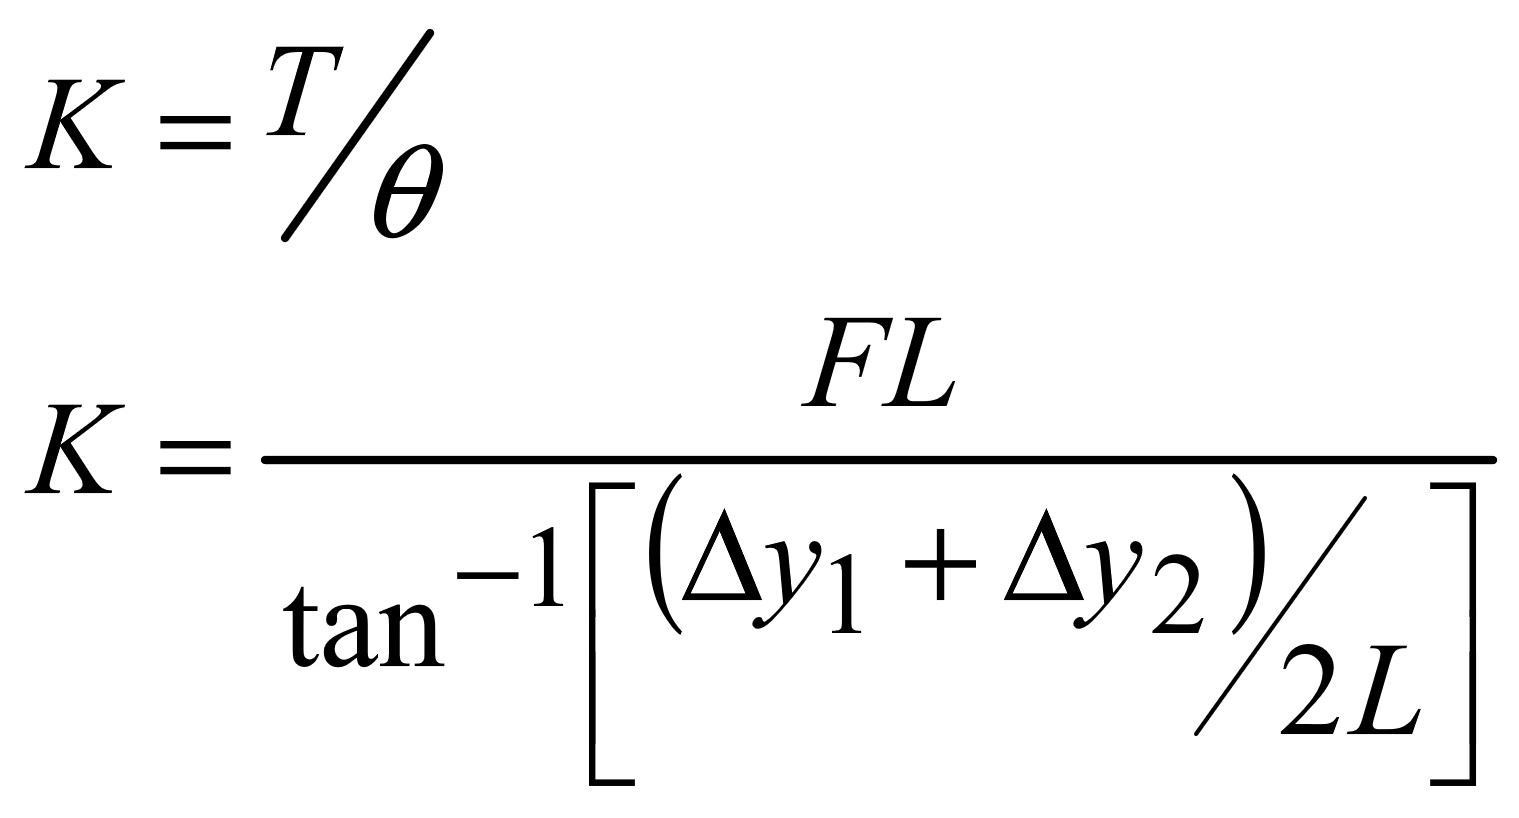 K = T/θ
K = FL / tan⁻¹[(Δy₁ + Δy₂)/2L]